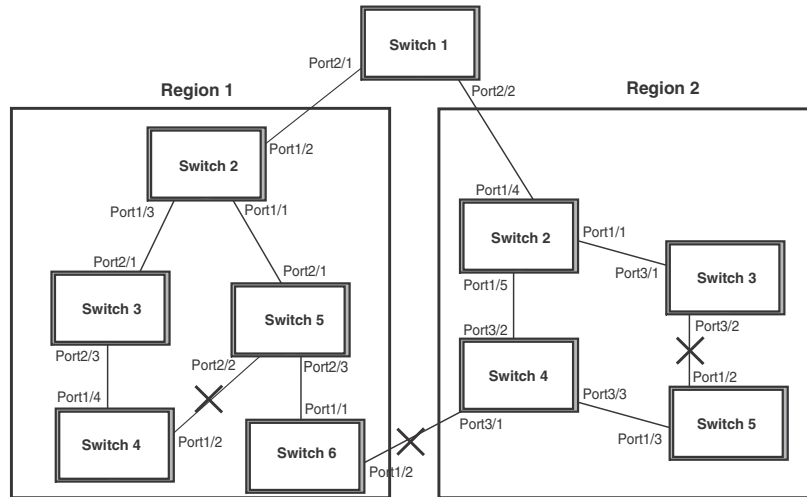 Switch 1
Port2/1
Port2/2
Region 1
Region 2
Port1/2
Switch 2
Port1/3
Port1/1
Port1/4
Switch 2
Port1/1
Port1/5
Port3/1
Switch 3
Port2/1
Port2/1
Switch 3
Switch 5
Port2/3
Port2/2
Port2/3
Port3/2
Port3/2
Switch 4
Port3/3
Port1/2
Port1/4
Port1/1
Port3/1
Switch 4
Port1/2
Switch 6
Port1/2
Port1/3
Switch 5